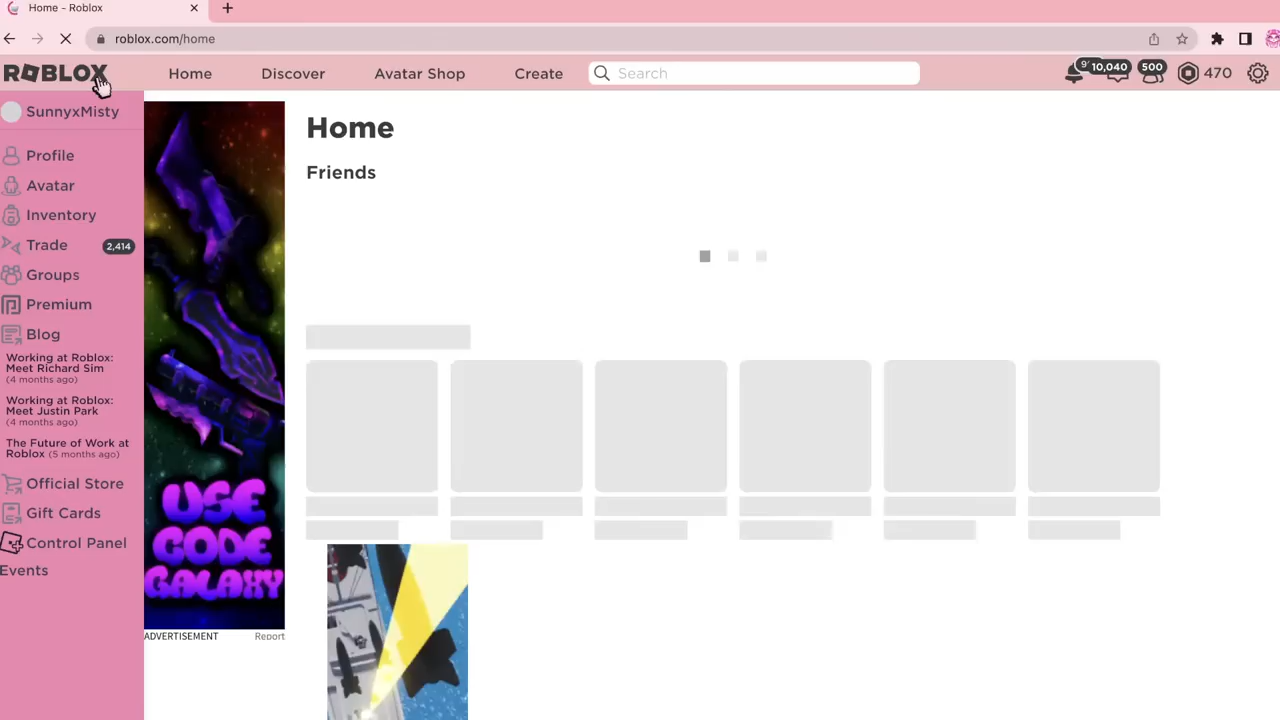 Home – Roblox
roblox.com/home
ROBLOX
Home
Discover
Avatar Shop
Create
Search
10,040
500
470
SunnyxMisty
Profile
Avatar
Inventory
Trade
2,414
Groups
Premium
Blog
Working at Roblox:
Meet Richard Sim
(4 months ago)
Working at Roblox:
Meet Justin Park
(4 months ago)
The Future of Work at
Roblox (5 months ago)
Official Store
Gift Cards
Control Panel
Events
USE
CODE
GALAXY
ADVERTISEMENT
Report
Home
Friends